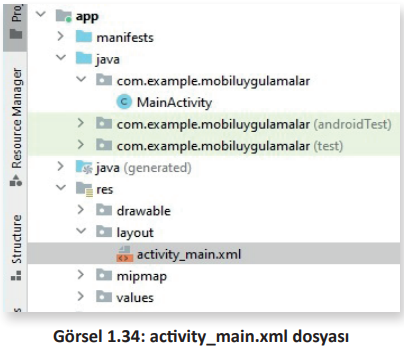 Pro
Resource Manager
Structure
app
manifests
java
com.example.mobiluygulamalar
C MainActivity
com.example.mobiluygulamalar (androidTest)
com.example.mobiluygulamalar (test)
java (generated)
res
drawable
layout
activity_main.xml
mipmap
values
Görsel 1.34: activity_main.xml dosyası